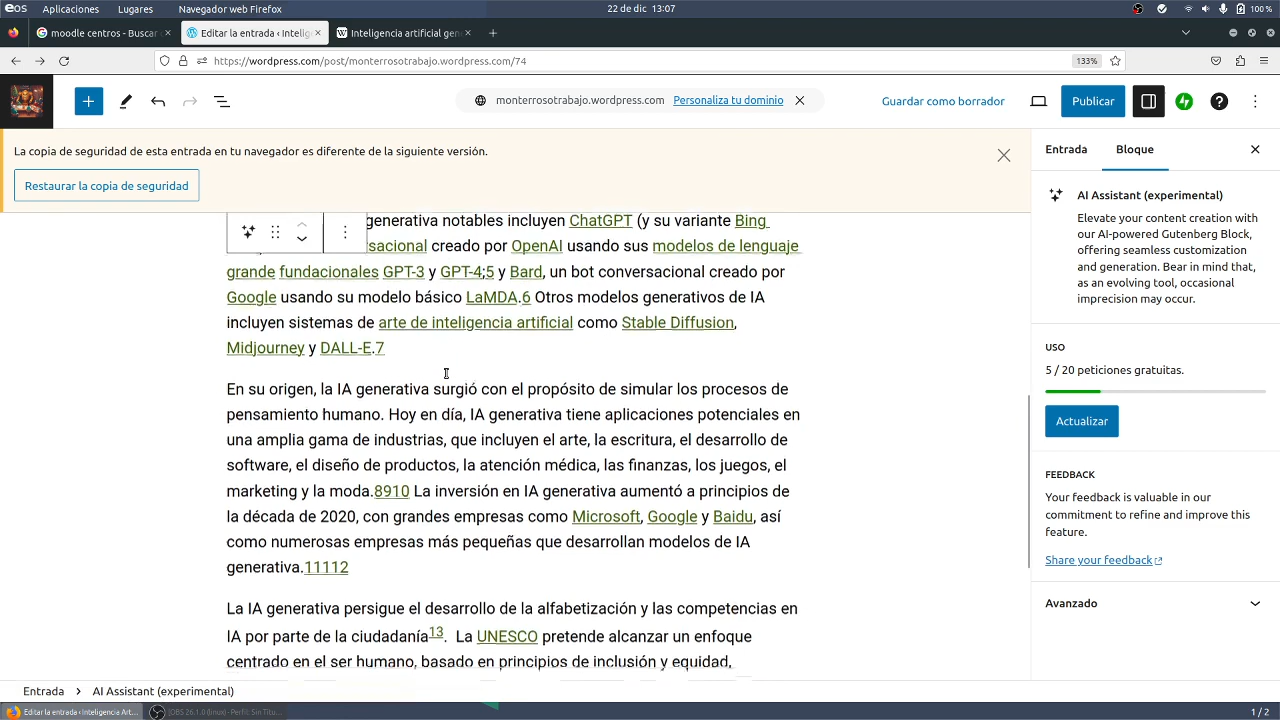 eos Aplicaciones Lugares Navegador web Firefox 22 de dic 13:07 100 %
moodle centros - Buscar Editar la entrada ‹ Intelig Inteligencia artificial gen
https://wordpress.com/post/monterrosotrabajo.wordpress.com/74 133%
monterrosotrabajo.wordpress.com Personaliza tu dominio Guardar como borrador Publicar
La copia de seguridad de esta entrada en tu navegador es diferente de la siguiente versión.
Restaurar la copia de seguridad
generativa notables incluyen ChatGPT (y su variante Bing
sacional creado por OpenAI usando sus modelos de lenguaje
grande fundacionales GPT-3 y GPT-4;5 y Bard, un bot conversacional creado por
Google usando su modelo básico LaMDA.6 Otros modelos generativos de IA
incluyen sistemas de arte de inteligencia artificial como Stable Diffusion,
Midjourney y DALL-E.7
En su origen, la IA generativa surgió con el propósito de simular los procesos de
pensamiento humano. Hoy en día, IA generativa tiene aplicaciones potenciales en
una amplia gama de industrias, que incluyen el arte, la escritura, el desarrollo de
software, el diseño de productos, la atención médica, las finanzas, los juegos, el
marketing y la moda.8910 La inversión en IA generativa aumentó a principios de
la década de 2020, con grandes empresas como Microsoft, Google y Baidu, así
como numerosas empresas más pequeñas que desarrollan modelos de IA
generativa.11112
La IA generativa persigue el desarrollo de la alfabetización y las competencias en
IA por parte de la ciudadanía13. La UNESCO pretende alcanzar un enfoque
centrado en el ser humano, basado en principios de inclusión y equidad,
Entrada Bloque
AI Assistant (experimental)
Elevate your content creation with
our AI-powered Gutenberg Block,
offering seamless customization
and generation. Bear in mind that,
as an evolving tool, occasional
imprecision may occur.
USO
5 / 20 peticiones gratuitas.
Actualizar
FEEDBACK
Your feedback is valuable in our
commitment to refine and improve this
feature.
Share your feedback
Avanzado
Entrada › AI Assistant (experimental)
Editar la entrada ‹ Inteligencia Art... [OBS 26.1.0 (linux) - Perfil: Sin Títu... 1 / 2